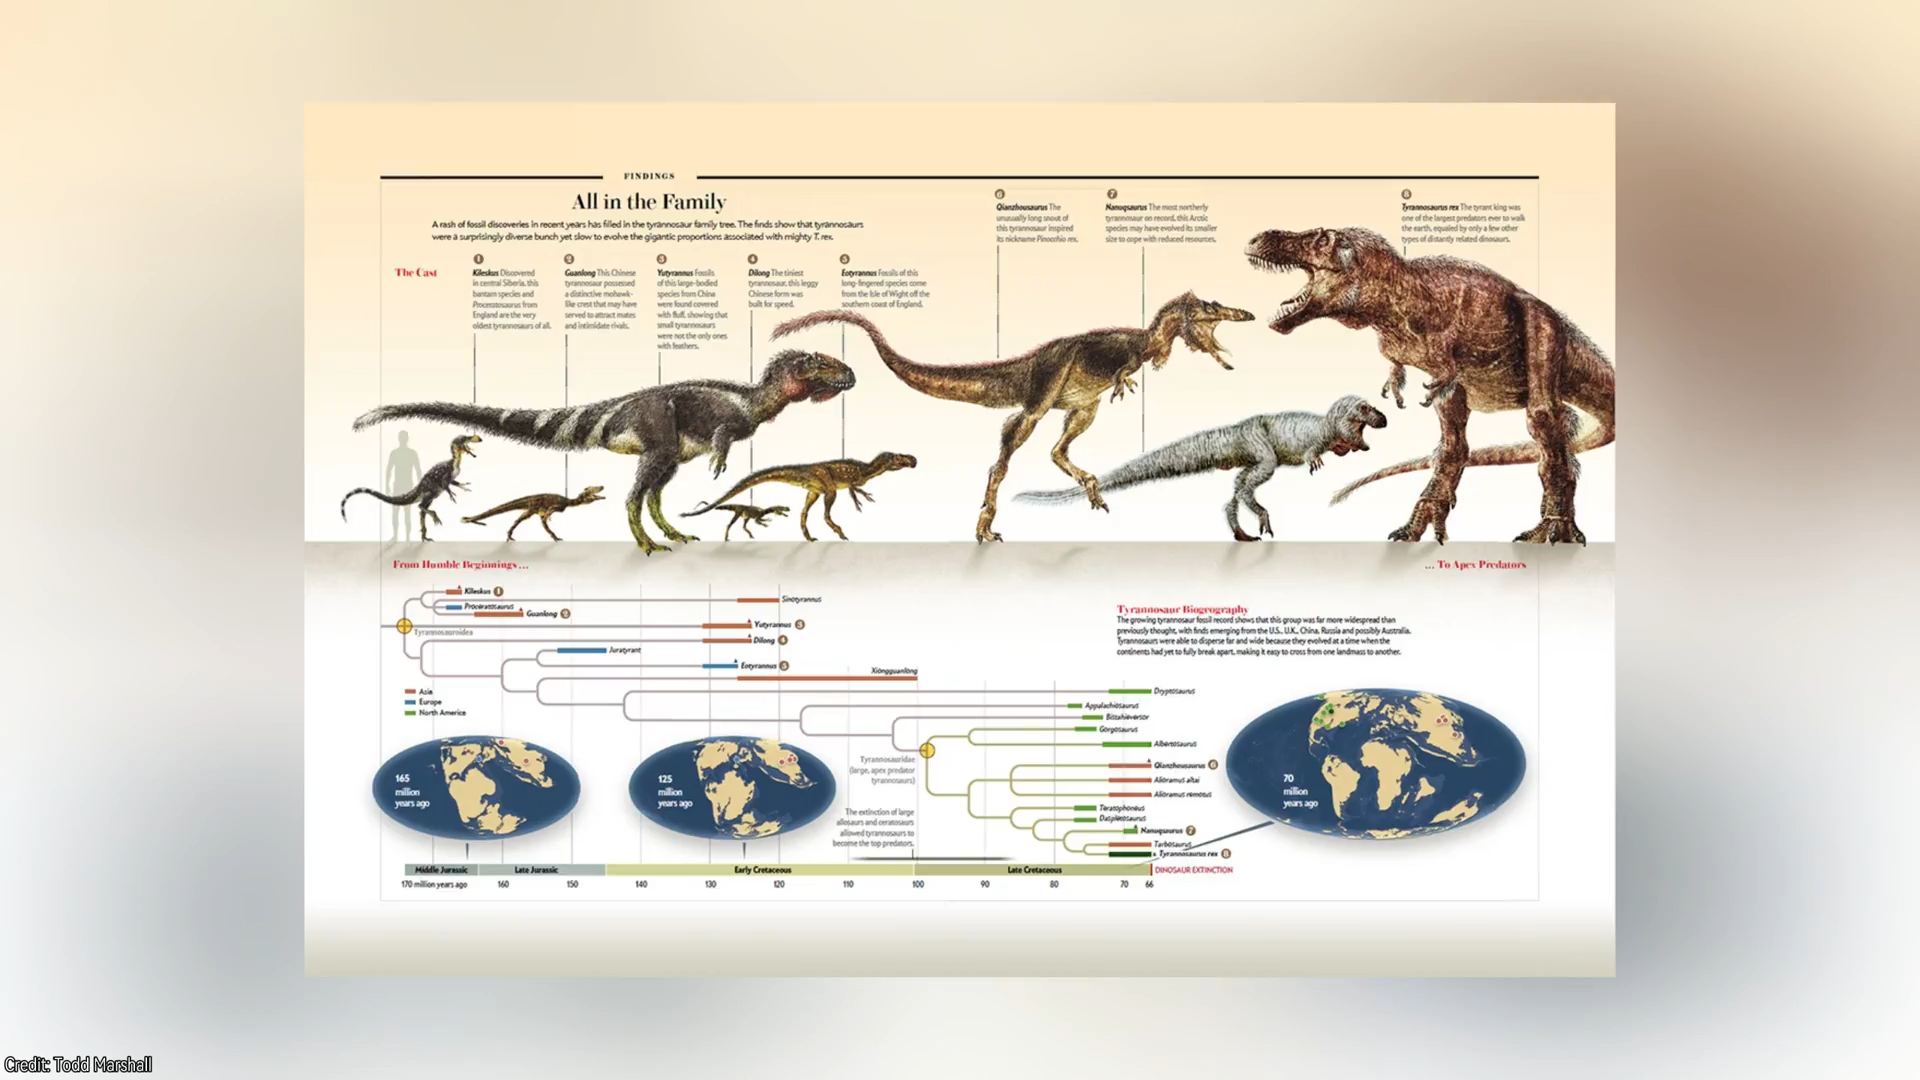 FINDINGS
All in the Family
A rash of fossil discoveries in recent years has filled in the tyrannosaur family tree. The finds show that tyrannosaurs
were a surprisingly diverse bunch yet slow to evolve the gigantic proportions associated with mighty T. rex.
The Cast
1
Kileskus Discovered
in central Siberia, this
bantam species and
Proceratosaurus from
England are the very
oldest tyrannosaurs of all.
2
Guanlong This Chinese
tyrannosaur possessed
a distinctive mohawk-
like crest that may have
served to attract mates
and intimidate rivals.
3
Yutyrannus Fossils
of this large-bodied
species from China
were found covered
with fluff, showing that
small tyrannosaurs
were not the only ones
with feathers.
4
Dilong The tiniest
tyrannosaur, this leggy
Chinese form was
built for speed.
5
Eotyrannus Fossils of this
long-fingered species come
from the Isle of Wight off the
southern coast of England.
6
Qianzhousaurus The
unusually long snout of
this tyrannosaur inspired
its nickname Pinocchio rex.
7
Nanuqsaurus The most northerly
tyrannosaur on record, this Arctic
species may have evolved its smaller
size to cope with reduced resources.
8
Tyrannosaurus rex The tyrant king was
one of the largest predators ever to walk
the earth, equaled by only a few other
types of distantly related dinosaurs.
From Humble Beginnings ...
... To Apex Predators
Kileskus 1
Proceratosaurus
Guanlong 2
Sinotyrannus
Yutyrannus 3
Tyrannosauroidea
Dilong 4
Juratyrant
Eotyrannus 5
Xiongguanlong
Asia
Europe
North America
Dryptosaurus
Appalachiosaurus
Bistahieversor
Gorgosaurus
Albertosaurus
Tyrannosauridae
(large, apex predator
tyrannosaurs)
Qianzhousaurus 6
Alioramus altai
Alioramus remotus
Teratophoneus
Daspletosaurus
Nanuqsaurus 7
Tarbosaurus
Tyrannosaurus rex 8
The extinction of large
allosaurs and ceratosaurs
allowed tyrannosaurs to
become the top predators.
Tyrannosaur Biogeography
The growing tyrannosaur fossil record shows that this group was far more widespread than
previously thought, with finds emerging from the U.S., U.K., China, Russia and possibly Australia.
Tyrannosaurs were able to disperse far and wide because they evolved at a time when the
continents had yet to fully break apart, making it easy to cross from one landmass to another.
165
million
years ago
125
million
years ago
70
million
years ago
Middle Jurassic
Late Jurassic
Early Cretaceous
Late Cretaceous
DINOSAUR EXTINCTION
170 million years ago
160
150
140
130
120
110
100
90
80
70
66
Credit: Todd Marshall